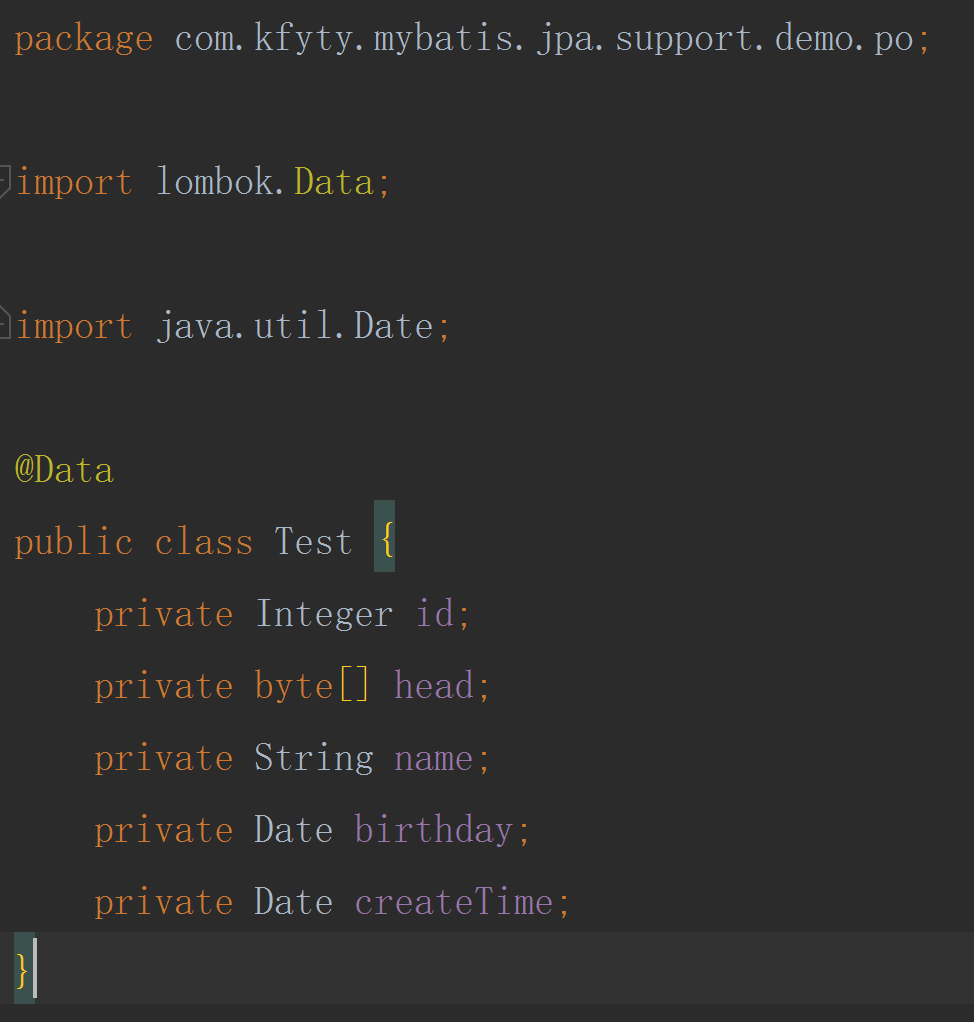 package com.kfyty.mybatis.jpa.support.demo.po;
import lombok.Data;
import java.util.Date;
@Data
public class Test {
    private Integer id;
    private byte[] head;
    private String name;
    private Date birthday;
    private Date createTime;
}